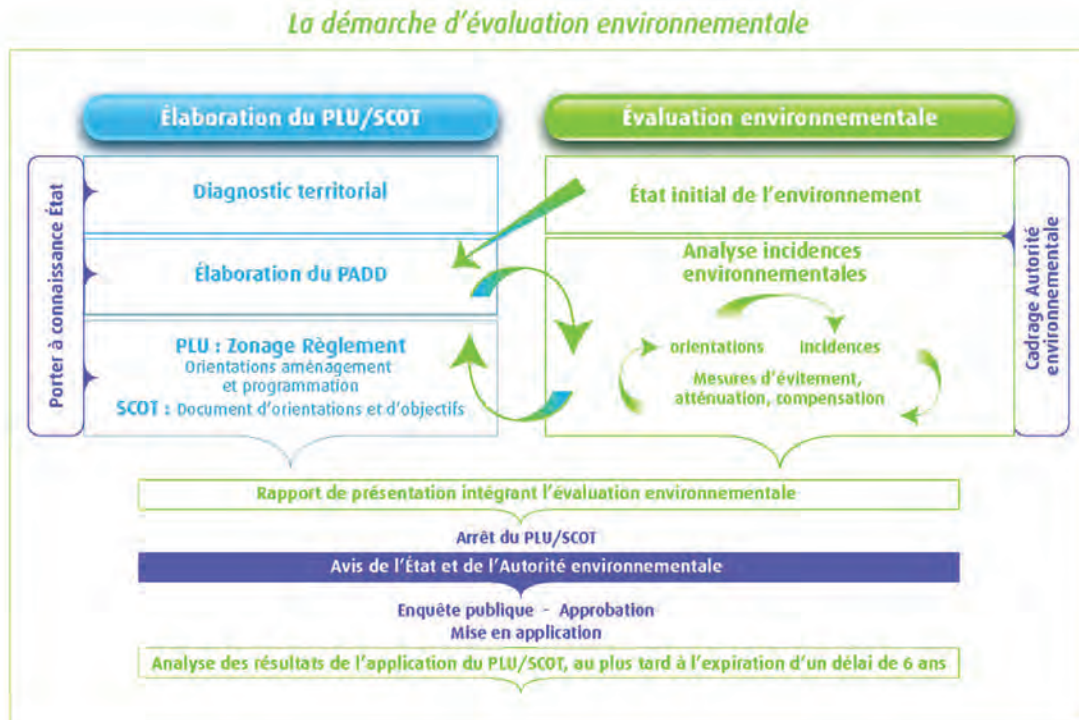 La démarche d'évaluation environnementale
Élaboration du PLU/SCOT
Évaluation environnementale
Porter à connaissance État
Diagnostic territorial
Élaboration du PADD
PLU : Zonage Règlement
Orientations aménagement
et programmation
SCOT : Document d'orientations et d'objectifs
État initial de l'environnement
Analyse incidences
environnementales
orientations
incidences
Mesures d'évitement,
atténuation, compensation
Cadrage Autorité
environnementale
Rapport de présentation intégrant l'évaluation environnementale
Arrêt du PLU/SCOT
Avis de l'État et de l'Autorité environnementale
Enquête publique - Approbation
Mise en application
Analyse des résultats de l'application du PLU/SCOT, au plus tard à l'expiration d'un délai de 6 ans